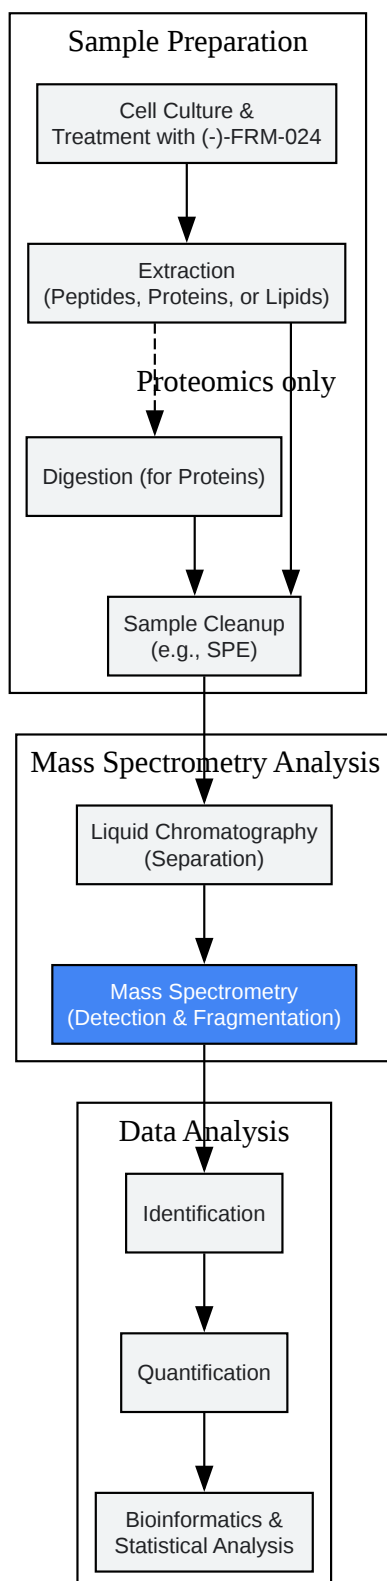 Sample Preparation
Cell Culture &
Treatment with (-)-FRM-024
Extraction
(Peptides, Proteins, or Lipids)
Proteomics only
Digestion (for Proteins)
Sample Cleanup
(e.g., SPE)
Mass Spectrometry Analysis
Liquid Chromatography
(Separation)
Mass Spectrometry
(Detection & Fragmentation)
Data Analysis
Identification
Quantification
Bioinformatics &
Statistical Analysis